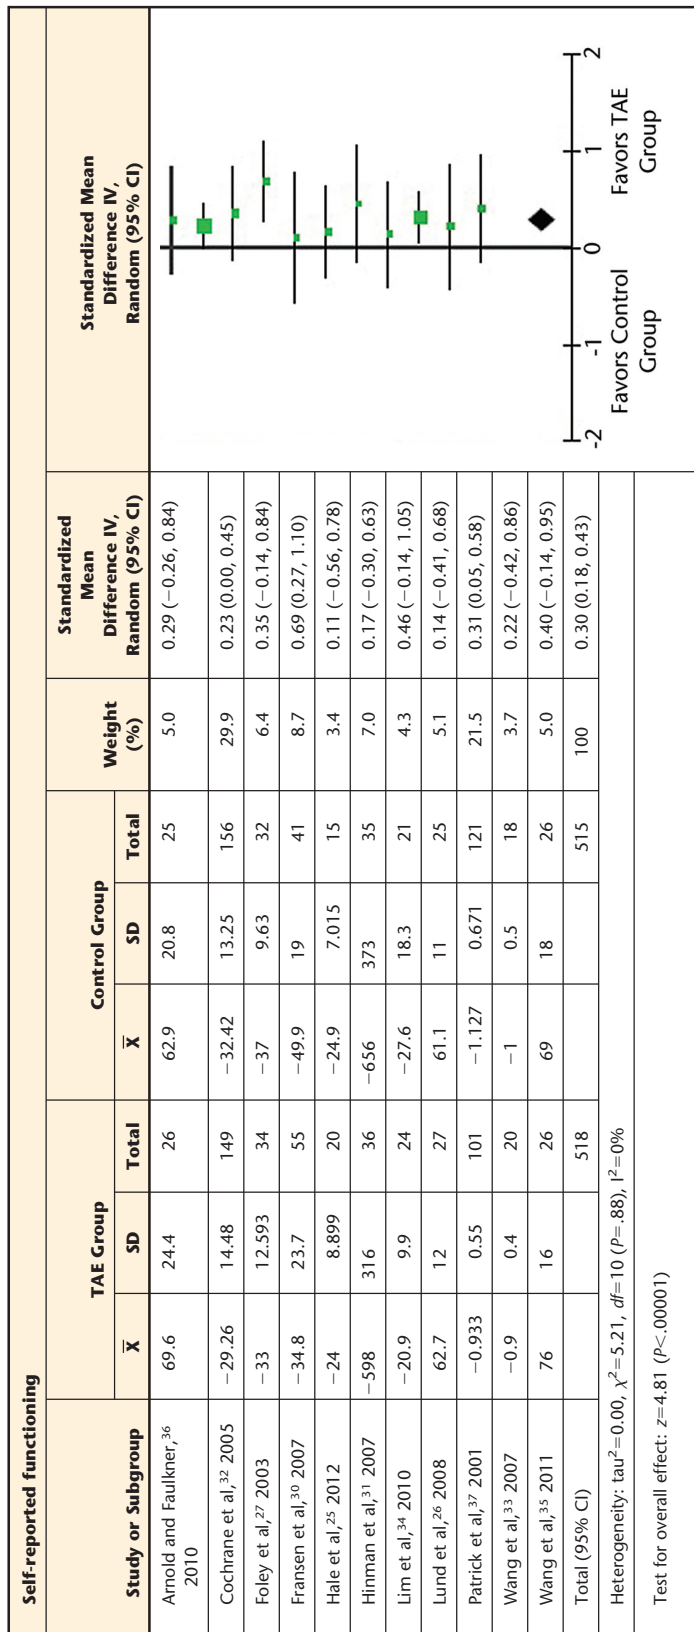 Self-reported functioning
Study or Subgroup | TAE Group | Control Group | Weight (%) | Standardized Mean Difference IV, Random (95% CI) | Standardized Mean Difference IV, Random (95% CI)
X̄ | SD | Total | X̄ | SD | Total
Arnold and Faulkner,36 2010 | 69.6 | 24.4 | 26 | 62.9 | 20.8 | 25 | 5.0 | 0.29 (−0.26, 0.84)
Cochrane et al,32 2005 | −29.26 | 14.48 | 149 | −32.42 | 13.25 | 156 | 29.9 | 0.23 (0.00, 0.45)
Foley et al,27 2003 | −33 | 12.593 | 34 | −37 | 9.63 | 32 | 6.4 | 0.35 (−0.14, 0.84)
Fransen et al,30 2007 | −34.8 | 23.7 | 55 | −49.9 | 19 | 41 | 8.7 | 0.69 (0.27, 1.10)
Hale et al,25 2012 | −24 | 8.899 | 20 | −24.9 | 7.015 | 15 | 3.4 | 0.11 (−0.56, 0.78)
Hinman et al,31 2007 | −598 | 316 | 36 | −656 | 373 | 35 | 7.0 | 0.17 (−0.30, 0.63)
Lim et al,34 2010 | −20.9 | 9.9 | 24 | −27.6 | 18.3 | 21 | 4.3 | 0.46 (−0.14, 1.05)
Lund et al,26 2008 | 62.7 | 12 | 27 | 61.1 | 11 | 25 | 5.1 | 0.14 (−0.41, 0.68)
Patrick et al,37 2001 | −0.933 | 0.55 | 101 | −1.127 | 0.671 | 121 | 21.5 | 0.31 (0.05, 0.58)
Wang et al,33 2007 | −0.9 | 0.4 | 20 | −1 | 0.5 | 18 | 3.7 | 0.22 (−0.42, 0.86)
Wang et al,35 2011 | 76 | 16 | 26 | 69 | 18 | 26 | 5.0 | 0.40 (−0.14, 0.95)
Total (95% CI) | 518 | 515 | 100 | 0.30 (0.18, 0.43)
Heterogeneity: tau2=0.00, χ2=5.21, df=10 (P=.88), I2=0%
Test for overall effect: z=4.81 (P<.00001)
-2 -1 0 1 2
Favors Control Group
Favors TAE Group